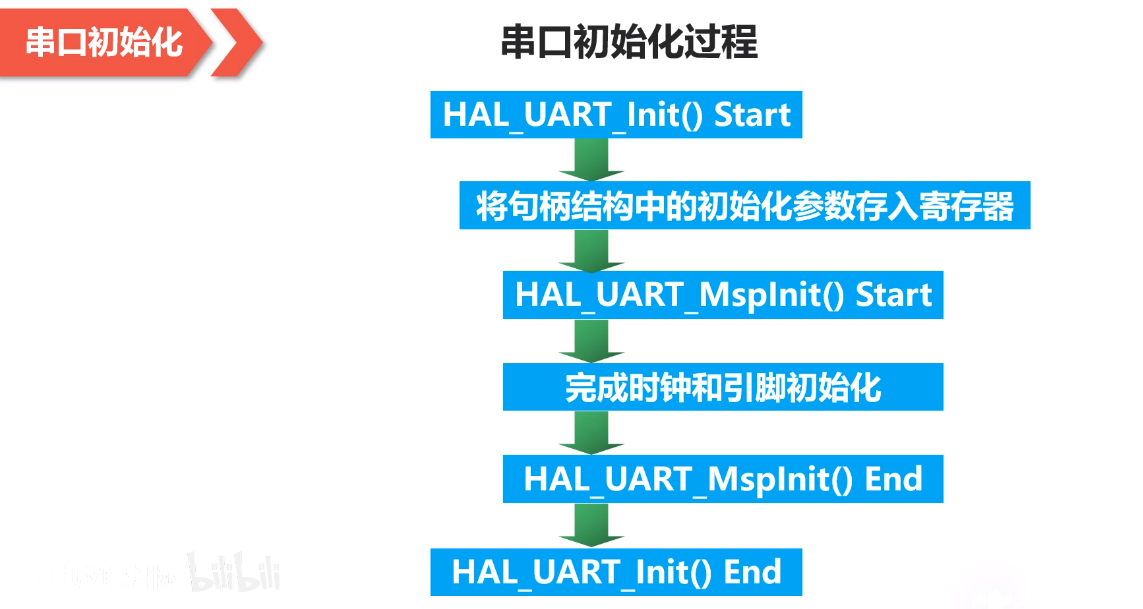 串口初始化
串口初始化过程
HAL_UART_Init() Start
将句柄结构中的初始化参数存入寄存器
HAL_UART_MspInit() Start
完成时钟和引脚初始化
HAL_UART_MspInit() End
HAL_UART_Init() End
bilibili